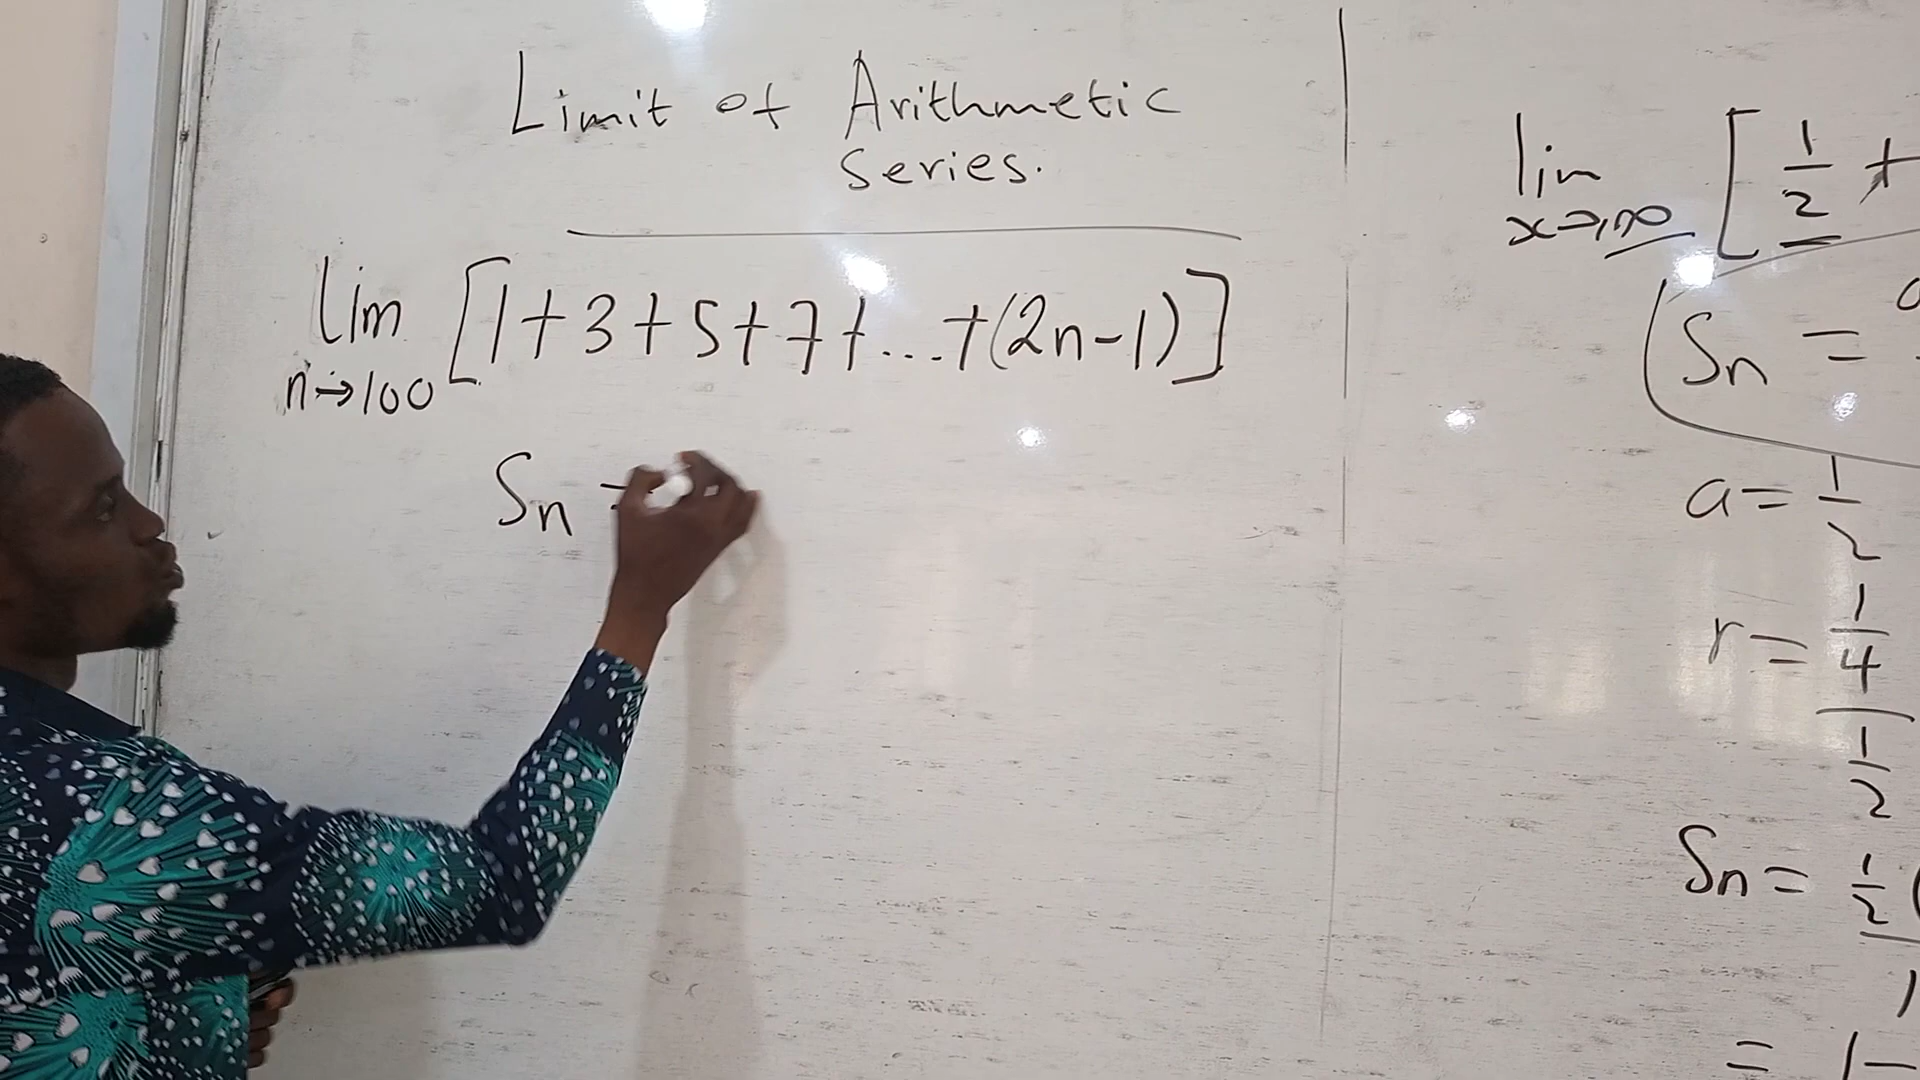 Limit of Arithmetic
Series.
lim [1+3+5+7+...+(2n-1)]
n→100
Sn =
lim [ 1/2 +
x→∞
Sn =
a = 1/2
r = 1/4
1/2
Sn = 1/2 (
1
= 1-